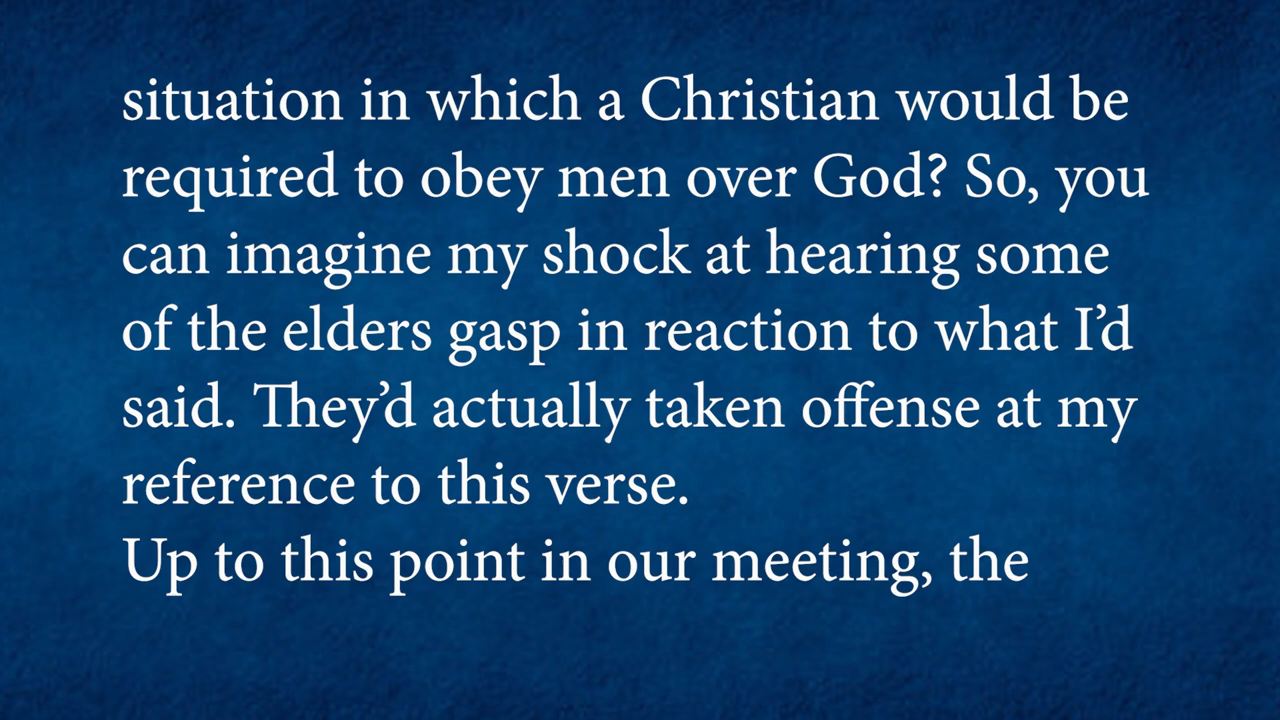 situation in which a Christian would be
required to obey men over God? So, you
can imagine my shock at hearing some
of the elders gasp in reaction to what I’d
said. They’d actually taken offense at my
reference to this verse.
Up to this point in our meeting, the